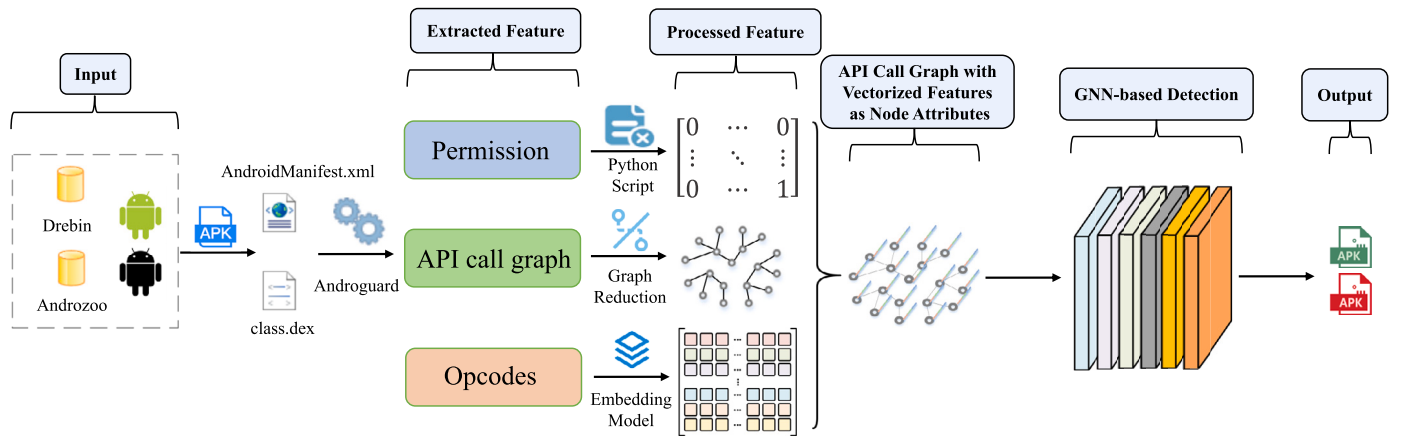 Input
Extracted Feature
Processed Feature
API Call Graph with
Vectorized Features
as Node Attributes
GNN-based Detection
Output
Drebin
Androzoo
APK
AndroidManifest.xml
class.dex
Androguard
Permission
API call graph
Opcodes
Python
Script
Graph
Reduction
Embedding
Model
0 ··· 0
⋮ ⋱ ⋮
0 ··· 1
APK
APK